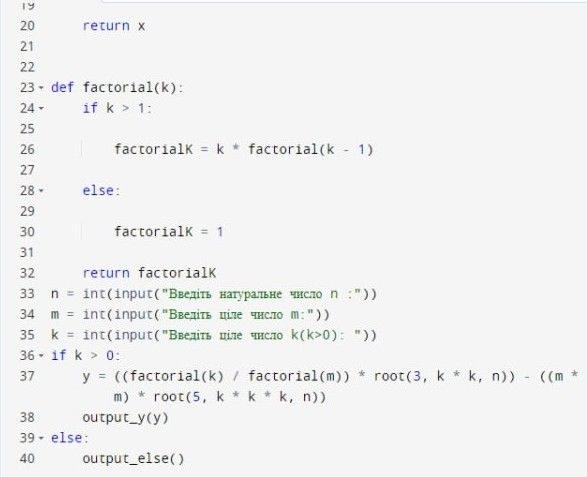 19
20 return x
21
22
23 def factorial(k):
24 if k > 1:
25
26 factorialK = k * factorial(k - 1)
27
28 else:
29
30 factorialK = 1
31
32 return factorialK
33 n = int(input("Введіть натуральне число n :"))
34 m = int(input("Введіть ціле число m:"))
35 k = int(input("Введіть ціле число k(k>0): "))
36 if k > 0:
37 y = ((factorial(k) / factorial(m)) * root(3, k * k, n)) - ((m *
m) * root(5, k * k * k, n))
38 output_y(y)
39 else:
40 output_else()